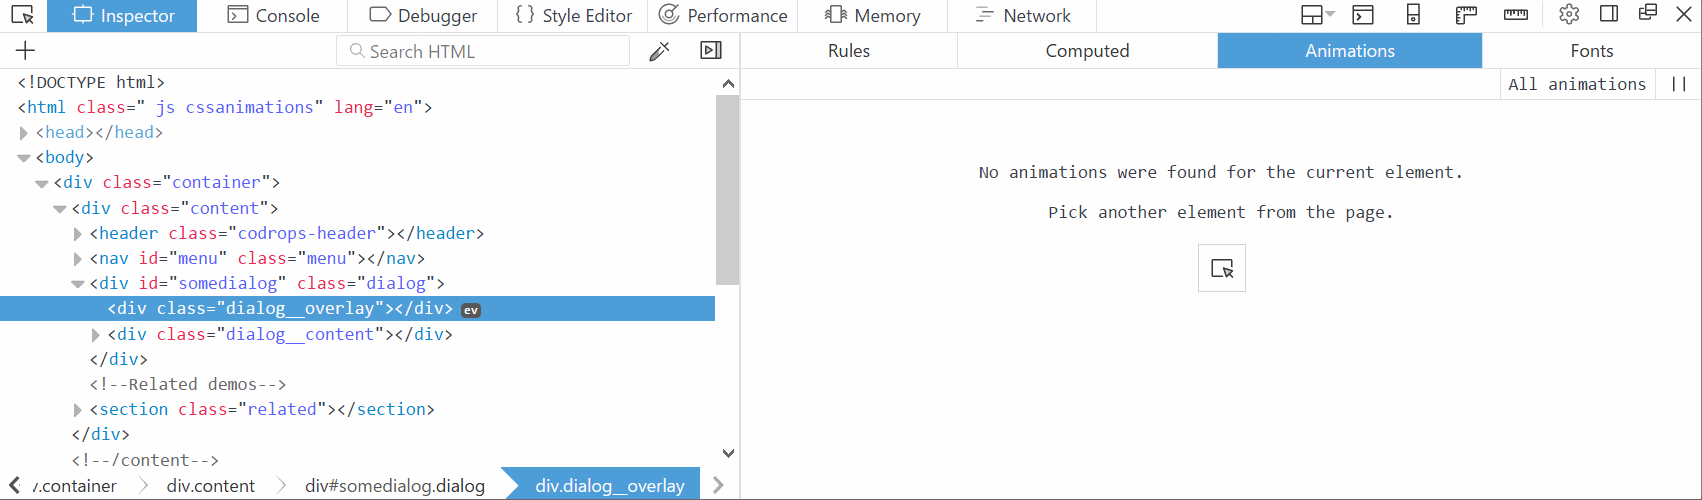 Inspector Console Debugger {} Style Editor Performance Memory Network
Search HTML
Rules Computed Animations Fonts
All animations
<!DOCTYPE html>
<html class=" js cssanimations" lang="en">
<head></head>
<body>
<div class="container">
<div class="content">
<header class="codrops-header"></header>
<nav id="menu" class="menu"></nav>
<div id="somedialog" class="dialog">
<div class="dialog__overlay"></div> ev
<div class="dialog__content"></div>
</div>
<!--Related demos-->
<section class="related"></section>
</div>
<!--/content-->
No animations were found for the current element.
Pick another element from the page.
v.container div.content div#somedialog.dialog div.dialog__overlay